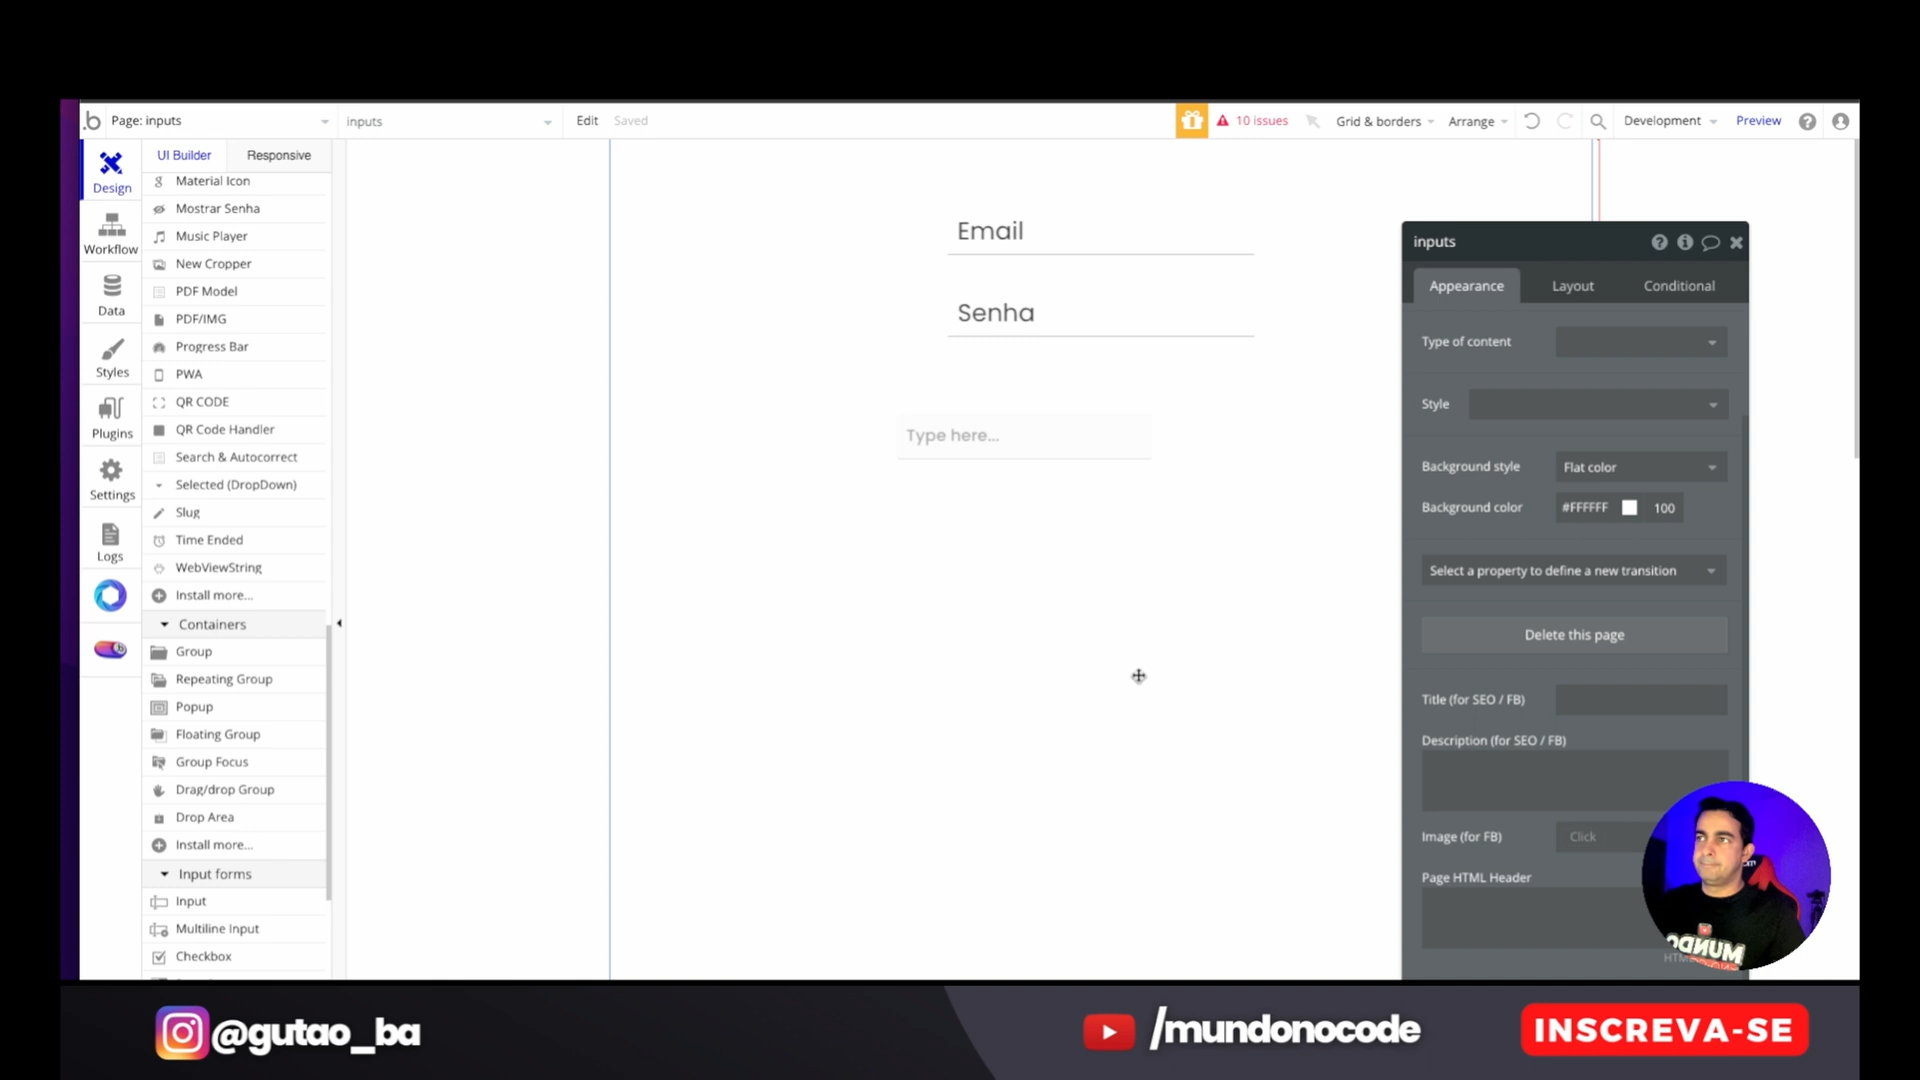 .b Page: inputs
inputs
Edit
Saved
10 issues
Grid & borders
Arrange
Development
Preview
Design
Workflow
Data
Styles
Plugins
Settings
Logs
UI Builder
Responsive
Material Icon
Mostrar Senha
Music Player
New Cropper
PDF Model
PDF/IMG
Progress Bar
PWA
QR CODE
QR Code Handler
Search & Autocorrect
Selected (DropDown)
Slug
Time Ended
WebViewString
Install more...
Containers
Group
Repeating Group
Popup
Floating Group
Group Focus
Drag/drop Group
Drop Area
Install more...
Input forms
Input
Multiline Input
Checkbox
Email
Senha
Type here...
inputs
Appearance
Layout
Conditional
Type of content
Style
Background style
Flat color
Background color
#FFFFFF
100
Select a property to define a new transition
Delete this page
Title (for SEO / FB)
Description (for SEO / FB)
Image (for FB)
Click
Page HTML Header
MUNDO
@gutao_ba
/mundonocode
INSCREVA-SE